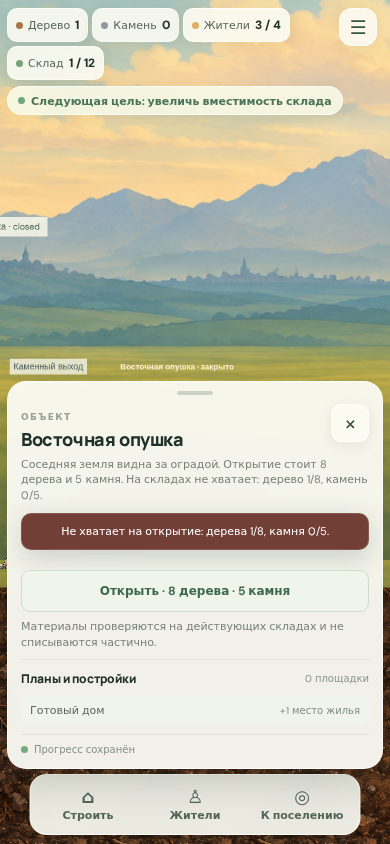 Дерево 1
Камень 0
Жители 3 / 4
Склад 1 / 12
Следующая цель: увеличь вместимость склада
ка · closed
Каменный выход
Восточная опушка · закрыто
ОБЪЕКТ
Восточная опушка
Соседняя земля видна за оградой. Открытие стоит 8
дерева и 5 камня. На складах не хватает: дерево 1/8, камень
0/5.
Не хватает на открытие: дерева 1/8, камня 0/5.
Открыть · 8 дерева · 5 камня
Материалы проверяются на действующих складах и не
списываются частично.
Планы и постройки
0 площадки
Готовый дом
+1 место жилья
Прогресс сохранён
Строить
Жители
К поселению